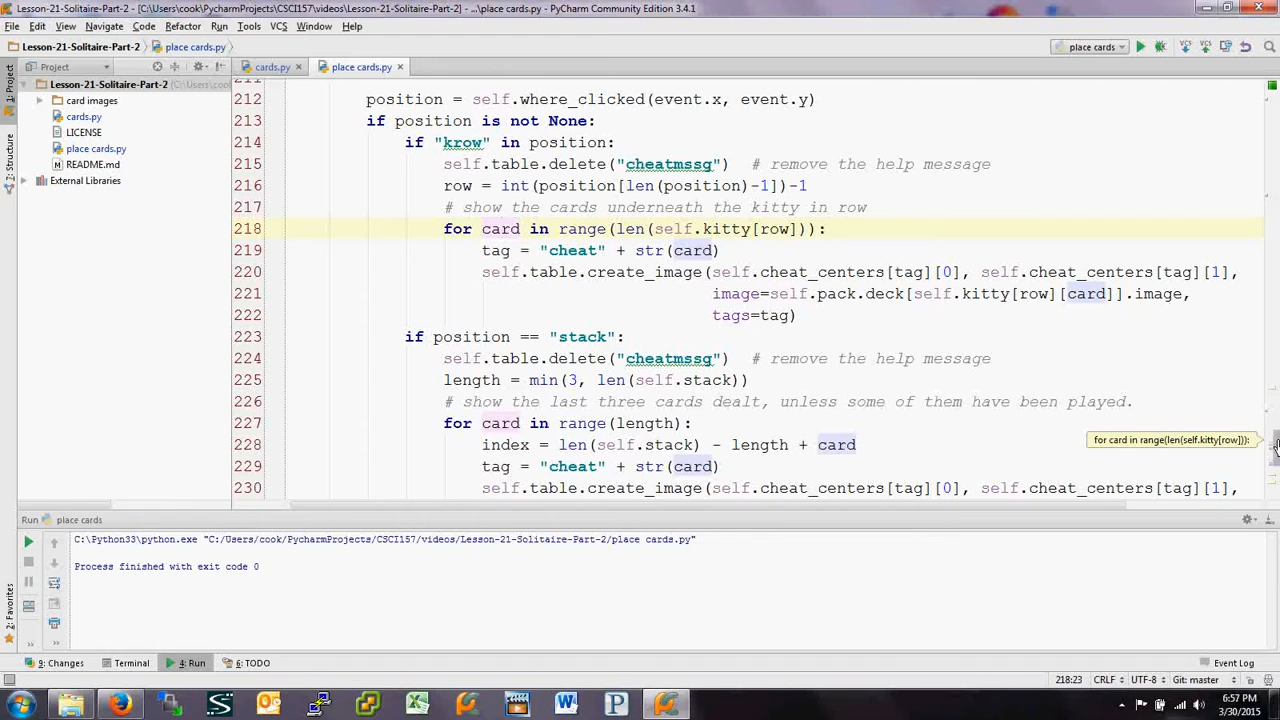 Lesson-21-Solitaire-Part-2 - [C:\Users\cook\PycharmProjects\CSCI157\videos\Lesson-21-Solitaire-Part-2] - ...\place cards.py - PyCharm Community Edition 3.4.1
File Edit View Navigate Code Refactor Run Tools VCS Window Help
Lesson-21-Solitaire-Part-2 place cards.py place cards
Project cards.py place cards.py
Lesson-21-Solitaire-Part-2 (C:\Users\c
card images
cards.py
LICENSE
place cards.py
README.md
External Libraries
1: Project
Structure
2: Favorites
211
212 position = self.where_clicked(event.x, event.y)
213 if position is not None:
214 if "krow" in position:
215 self.table.delete("cheatmssg") # remove the help message
216 row = int(position[len(position)-1])-1
217 # show the cards underneath the kitty in row
218 for card in range(len(self.kitty[row])):
219 tag = "cheat" + str(card)
220 self.table.create_image(self.cheat_centers[tag][0], self.cheat_centers[tag][1],
221 image=self.pack.deck[self.kitty[row][card]].image,
222 tags=tag)
223 if position == "stack":
224 self.table.delete("cheatmssg") # remove the help message
225 length = min(3, len(self.stack))
226 # show the last three cards dealt, unless some of them have been played.
227 for card in range(length):
228 index = len(self.stack) - length + card
for card in range(len(self.kitty[row])):
229 tag = "cheat" + str(card)
230 self.table.create_image(self.cheat_centers[tag][0], self.cheat_centers[tag][1],
Run place cards
C:\Python33\python.exe "C:/Users/cook/PycharmProjects/CSCI157/videos/Lesson-21-Solitaire-Part-2/place cards.py"
Process finished with exit code 0
9: Changes Terminal 4: Run 6: TODO Event Log
218:23 CRLF UTF-8 Git: master
6:57 PM
3/30/2015